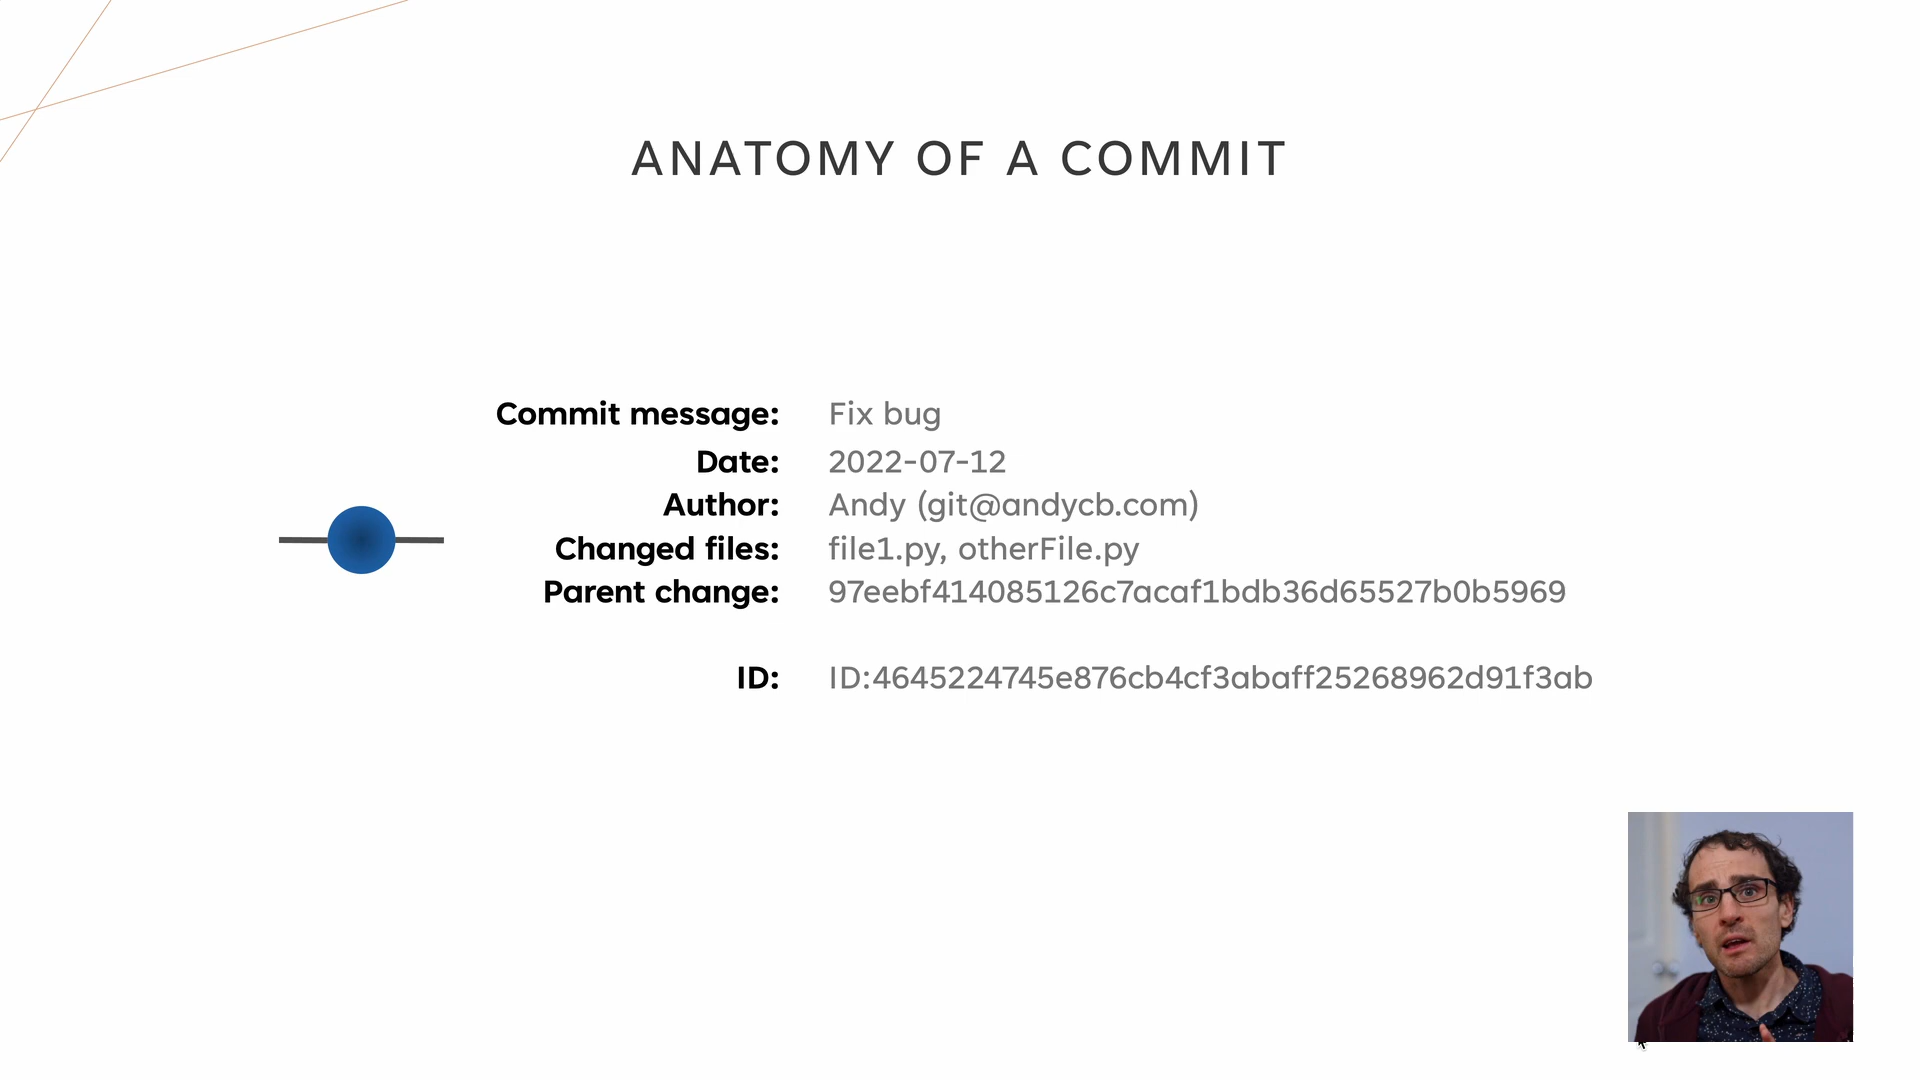 ANATOMY OF A COMMIT
Commit message: Fix bug
Date: 2022-07-12
Author: Andy (git@andycb.com)
Changed files: file1.py, otherFile.py
Parent change: 97eebf414085126c7acaf1bdb36d65527b0b5969
ID: ID:4645224745e876cb4cf3abaff25268962d91f3ab